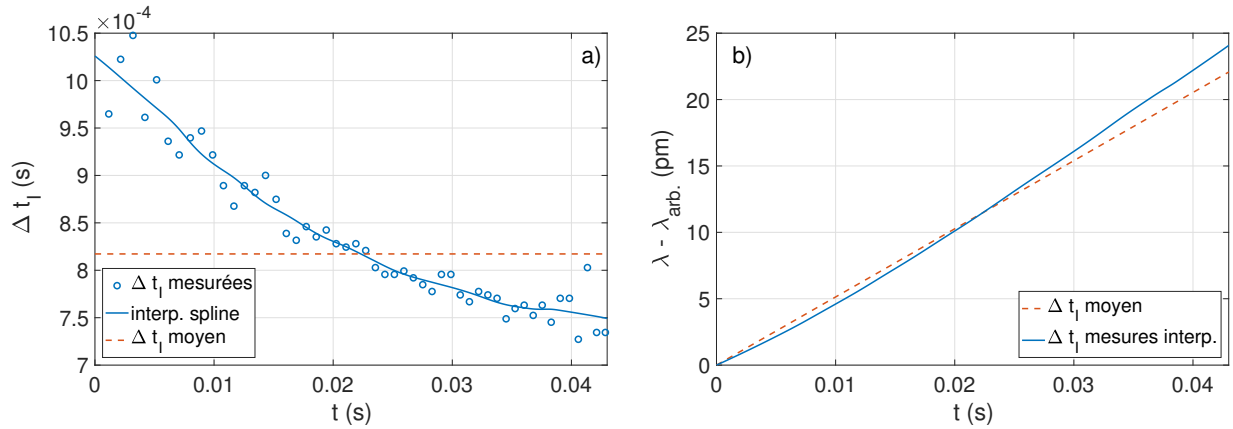 ×10⁻⁴
10.5
10
9.5
9
8.5
8
7.5
7
Δ t_l (s)
a)
Δ t_l mesurées
interp. spline
Δ t_l moyen
0 0.01 0.02 0.03 0.04
t (s)
25
20
15
10
5
0
λ - λ_arb. (pm)
b)
Δ t_l moyen
Δ t_l mesures interp.
0 0.01 0.02 0.03 0.04
t (s)